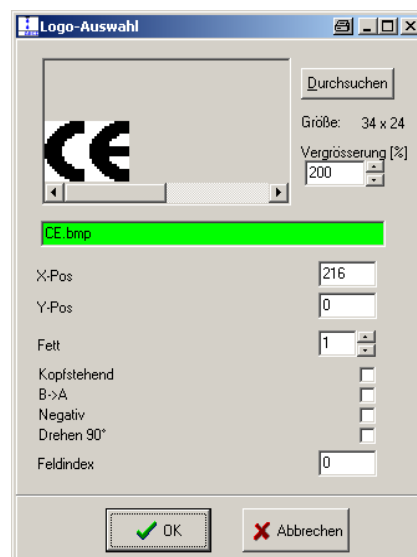 Logo-Auswahl
Durchsuchen
Größe: 34 x 24
Vergrösserung [%]
200
CE
CE.bmp
X-Pos 216
Y-Pos 0
Fett 1
Kopfstehend
B->A
Negativ
Drehen 90°
Feldindex 0
OK Abbrechen